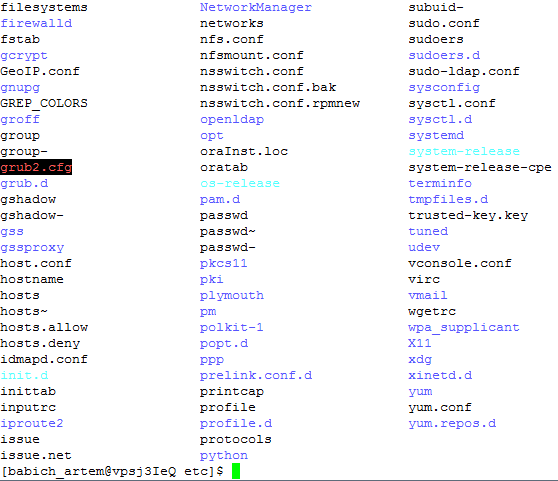 filesystems NetworkManager subuid-
firewalld networks sudo.conf
fstab nfs.conf sudoers
gcrypt nfsmount.conf sudoers.d
GeoIP.conf nsswitch.conf sudo-ldap.conf
gnupg nsswitch.conf.bak sysconfig
GREP_COLORS nsswitch.conf.rpmnew sysctl.conf
groff openldap sysctl.d
group opt systemd
group- oraInst.loc system-release
grub2.cfg oratab system-release-cpe
grub.d os-release terminfo
gshadow pam.d tmpfiles.d
gshadow- passwd trusted-key.key
gss passwd~ tuned
gssproxy passwd- udev
host.conf pkcs11 vconsole.conf
hostname pki virc
hosts plymouth vmail
hosts~ pm wgetrc
hosts.allow polkit-1 wpa_supplicant
hosts.deny popt.d X11
idmapd.conf ppp xdg
init.d prelink.conf.d xinetd.d
inittab printcap yum
inputrc profile yum.conf
iproute2 profile.d yum.repos.d
issue protocols
issue.net python
[babich_artem@vpsj3IeQ etc]$